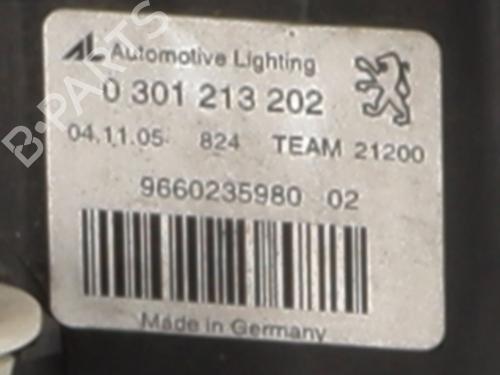 AL Automotive Lighting
0 301 213 202
04.11.05 824 TEAM 21200
9660235980 02
Made in Germany
B-PARTS